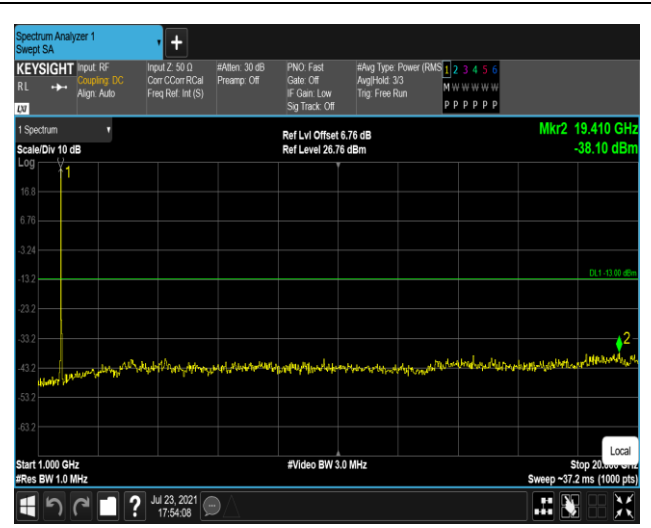 Spectrum Analyzer 1
Swept SA
+
KEYSIGHT
RL
LXI
Input: RF
Coupling: DC
Align: Auto
Input Z: 50 Ω
Corr CCorr RCal
Freq Ref: Int (S)
#Atten: 30 dB
Preamp: Off
PNO: Fast
Gate: Off
IF Gain: Low
Sig Track: Off
#Avg Type: Power (RMS
Avg|Hold: 3/3
Trig: Free Run
1 2 3 4 5 6
M W W W W W
P P P P P P
1 Spectrum
Scale/Div 10 dB
Log
Ref Lvl Offset 6.76 dB
Ref Level 26.76 dBm
Mkr2 19.410 GHz
-38.10 dBm
1
16.8
6.76
-3.24
-13.2
DL1 -13.00 dBm
-23.2
-33.2
2
-43.2
-53.2
-63.2
Local
Start 1.000 GHz
#Res BW 1.0 MHz
#Video BW 3.0 MHz
Stop 20.000 GHz
Sweep ~37.2 ms (1000 pts)
?
Jul 23, 2021
17:54:08